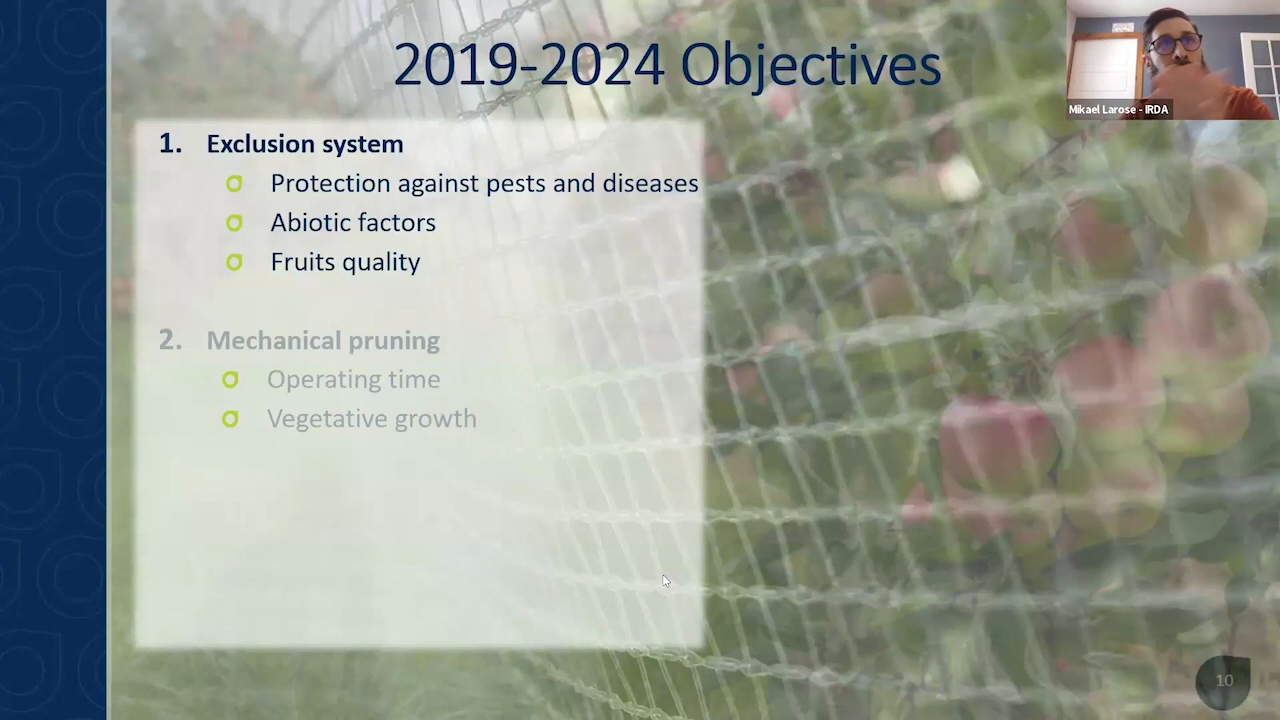 2019-2024 Objectives
Mikael Larose - IRDA
1. Exclusion system
Protection against pests and diseases
Abiotic factors
Fruits quality
2. Mechanical pruning
Operating time
Vegetative growth
10